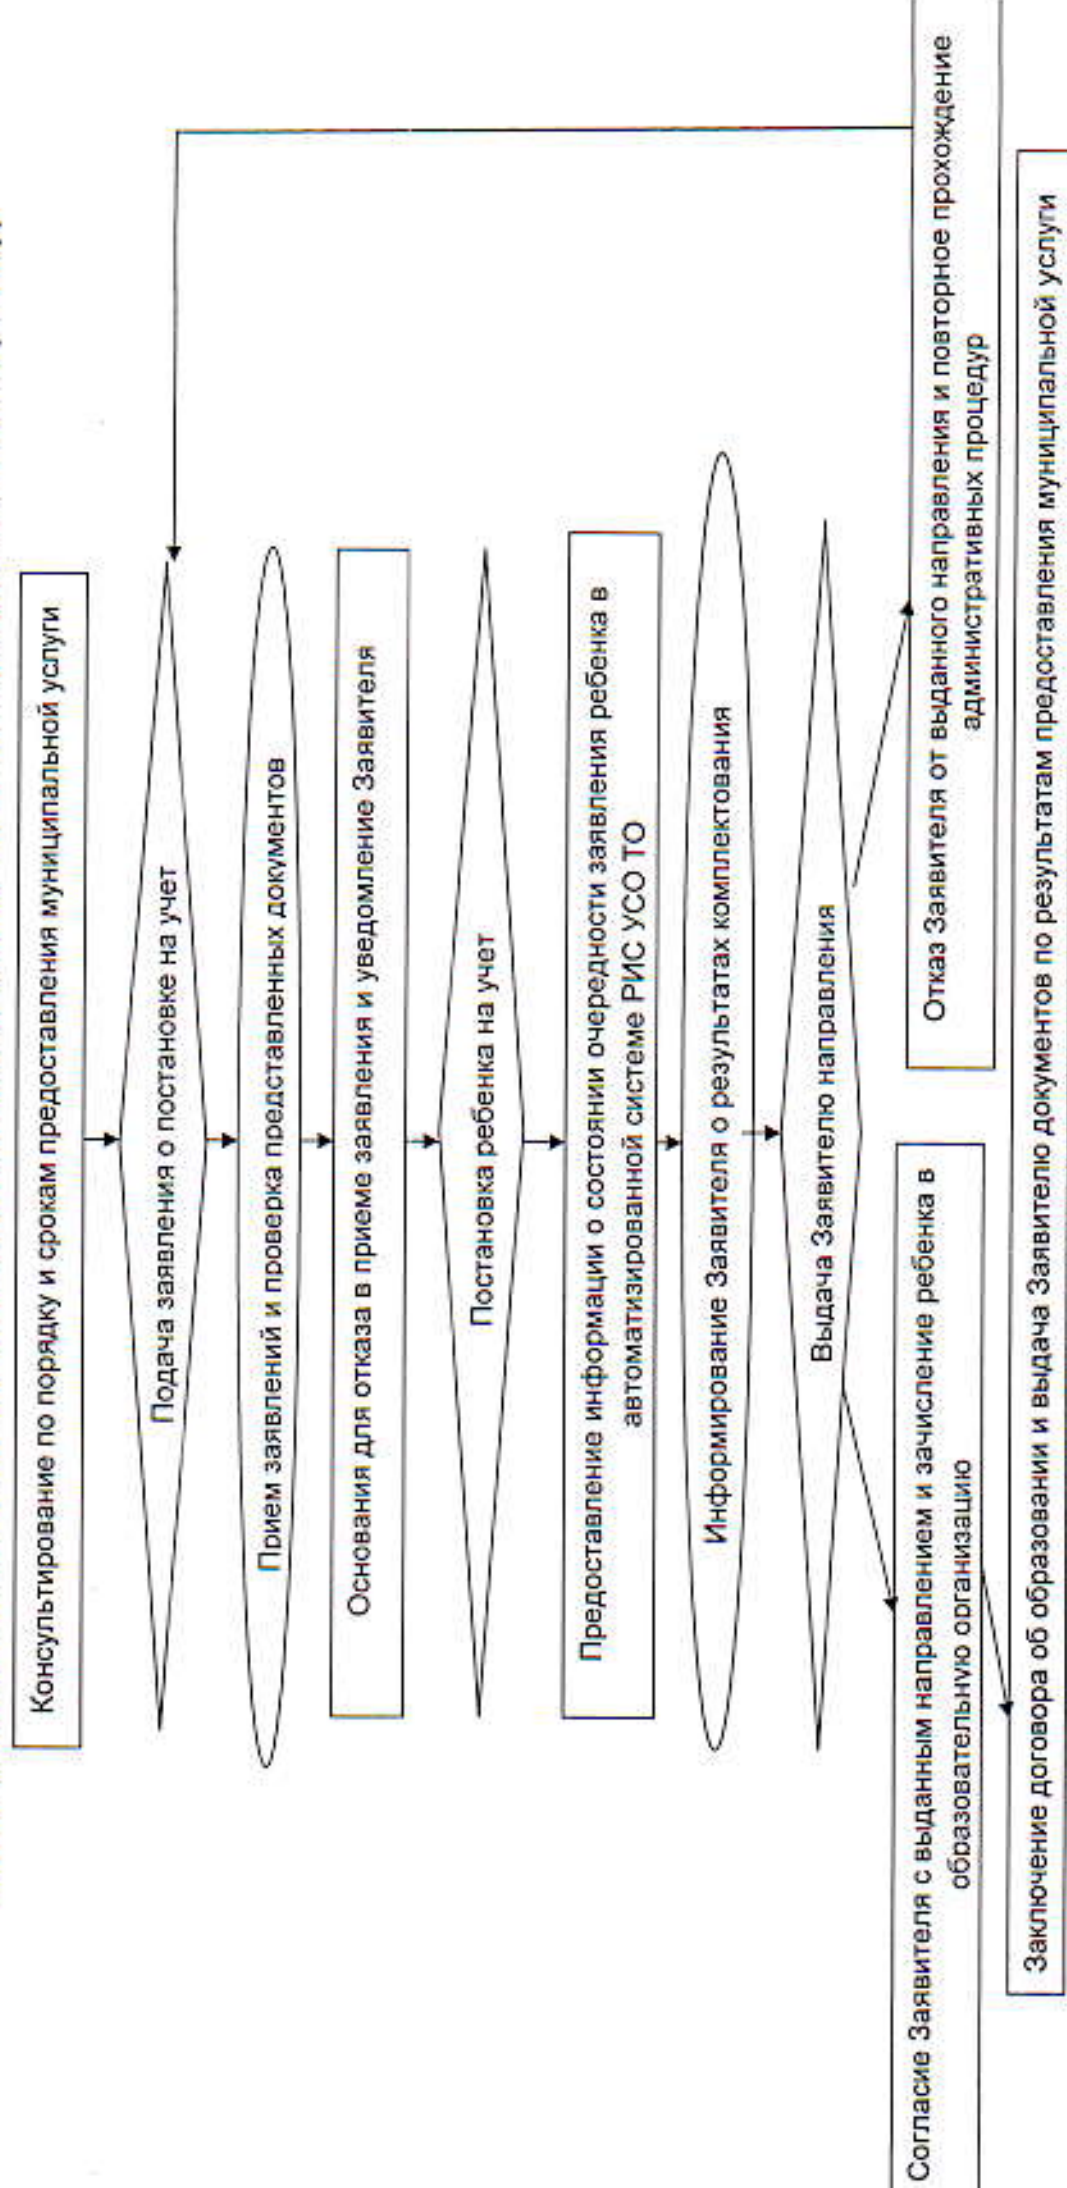 Консультирование по порядку и срокам предоставления муниципальной услуги
Подача заявления о постановке на учет
Прием заявлений и проверка представленных документов
Основания для отказа в приеме заявления и уведомление Заявителя
Постановка ребенка на учет
Предоставление информации о состоянии очередности заявления ребенка в
автоматизированной системе РИС УСО ТО
Информирование Заявителя о результатах комплектования
Выдача Заявителю направления
Согласие Заявителя с выданным направлением и зачисление ребенка в
образовательную организацию
Отказ Заявителя от выданного направления и повторное прохождение
административных процедур
Заключение договора об образовании и выдача Заявителю документов по результатам предоставления муниципальной услуги